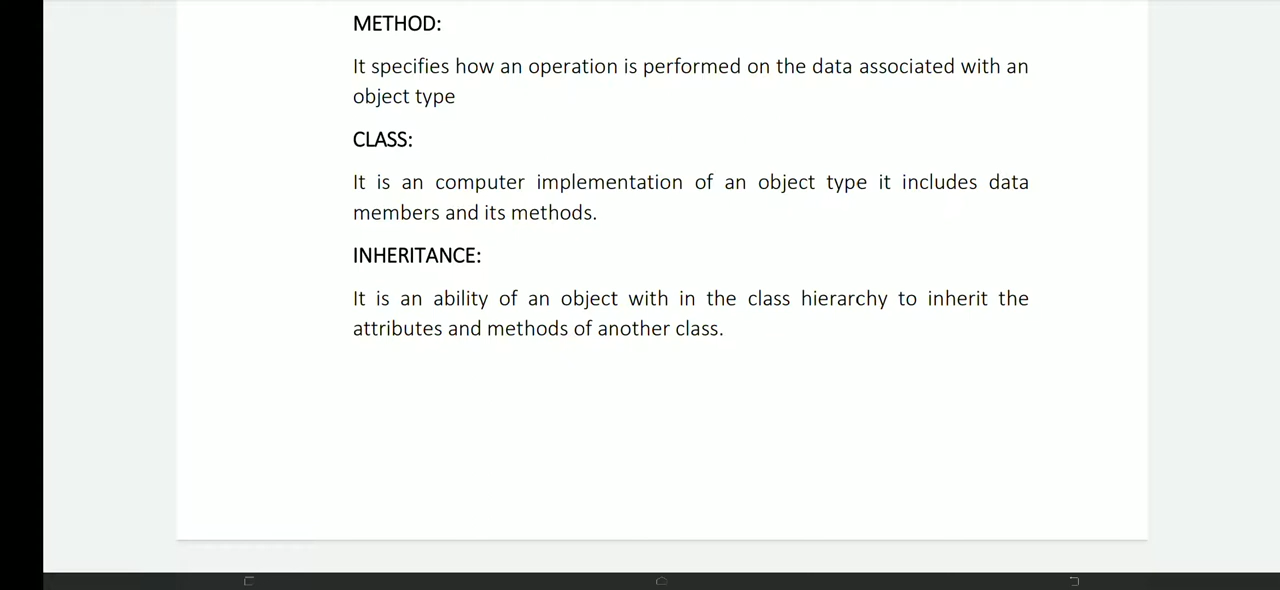 METHOD:
It specifies how an operation is performed on the data associated with an
object type
CLASS:
It is an computer implementation of an object type it includes data
members and its methods.
INHERITANCE:
It is an ability of an object with in the class hierarchy to inherit the
attributes and methods of another class.